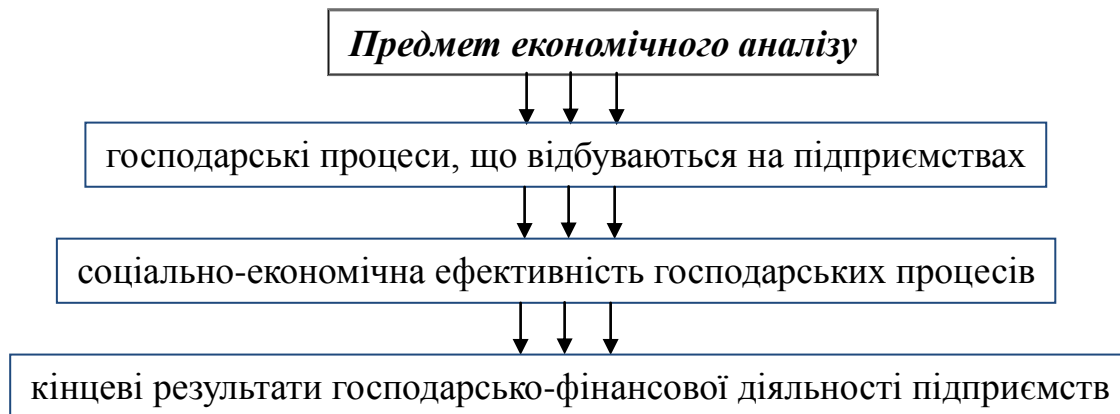 Предмет економічного аналізу
господарські процеси, що відбуваються на підприємствах
соціально-економічна ефективність господарських процесів
кінцеві результати господарсько-фінансової діяльності підприємств